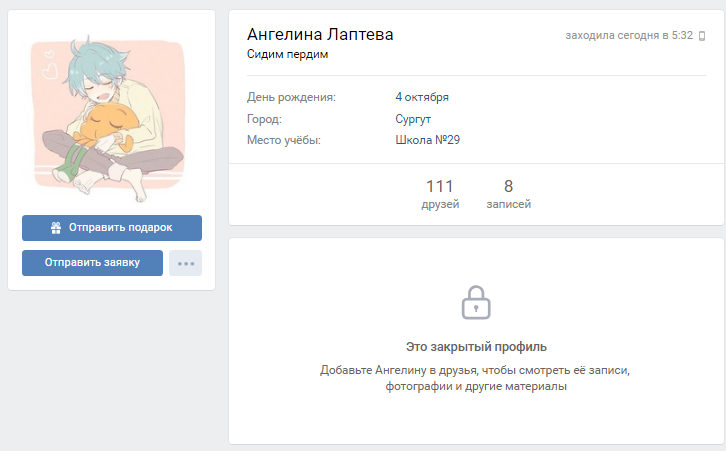 Ангелина Лаптева
заходила сегодня в 5:32
Сидим пердим
День рождения: 4 октября
Город: Сургут
Место учёбы: Школа №29
111 8
друзей записей
Отправить подарок
Отправить заявку
Это закрытый профиль
Добавьте Ангелину в друзья, чтобы смотреть её записи,
фотографии и другие материалы